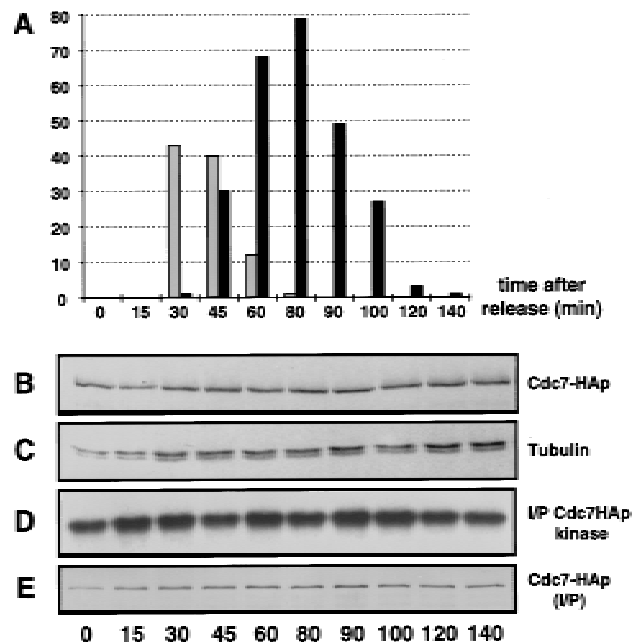 A
80
70
60
50
40
30
20
10
0
0 15 30 45 60 80 90 100 120 140
time after
release (min)
B
Cdc7-HAp
C
Tubulin
D
I/P Cdc7HAp
kinase
E
Cdc7-HAp
(I/P)
0 15 30 45 60 80 90 100 120 140